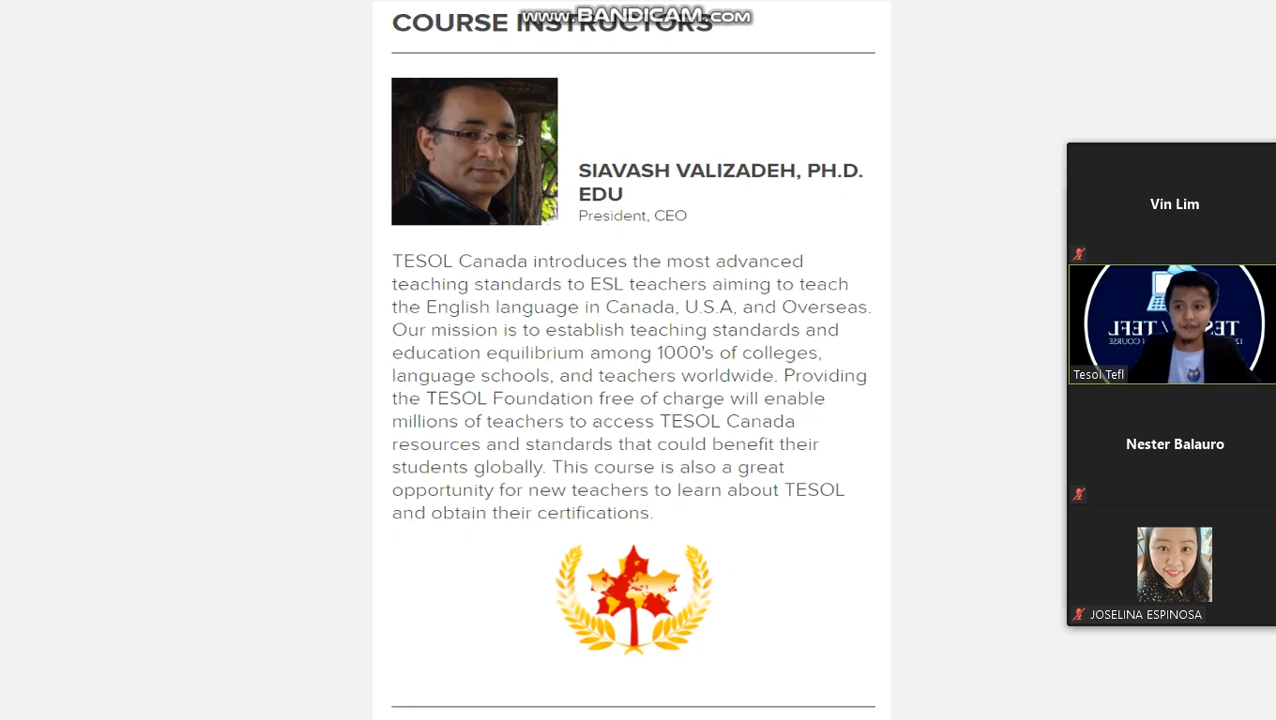 COURSE INSTRUCTORS
www.BANDICAM.com
SIAVASH VALIZADEH, PH.D.
EDU
President, CEO
TESOL Canada introduces the most advanced
teaching standards to ESL teachers aiming to teach
the English language in Canada, U.S.A, and Overseas.
Our mission is to establish teaching standards and
education equilibrium among 1000's of colleges,
language schools, and teachers worldwide. Providing
the TESOL Foundation free of charge will enable
millions of teachers to access TESOL Canada
resources and standards that could benefit their
students globally. This course is also a great
opportunity for new teachers to learn about TESOL
and obtain their certifications.
Vin Lim
Tesol Tefl
Nester Balauro
JOSELINA ESPINOSA